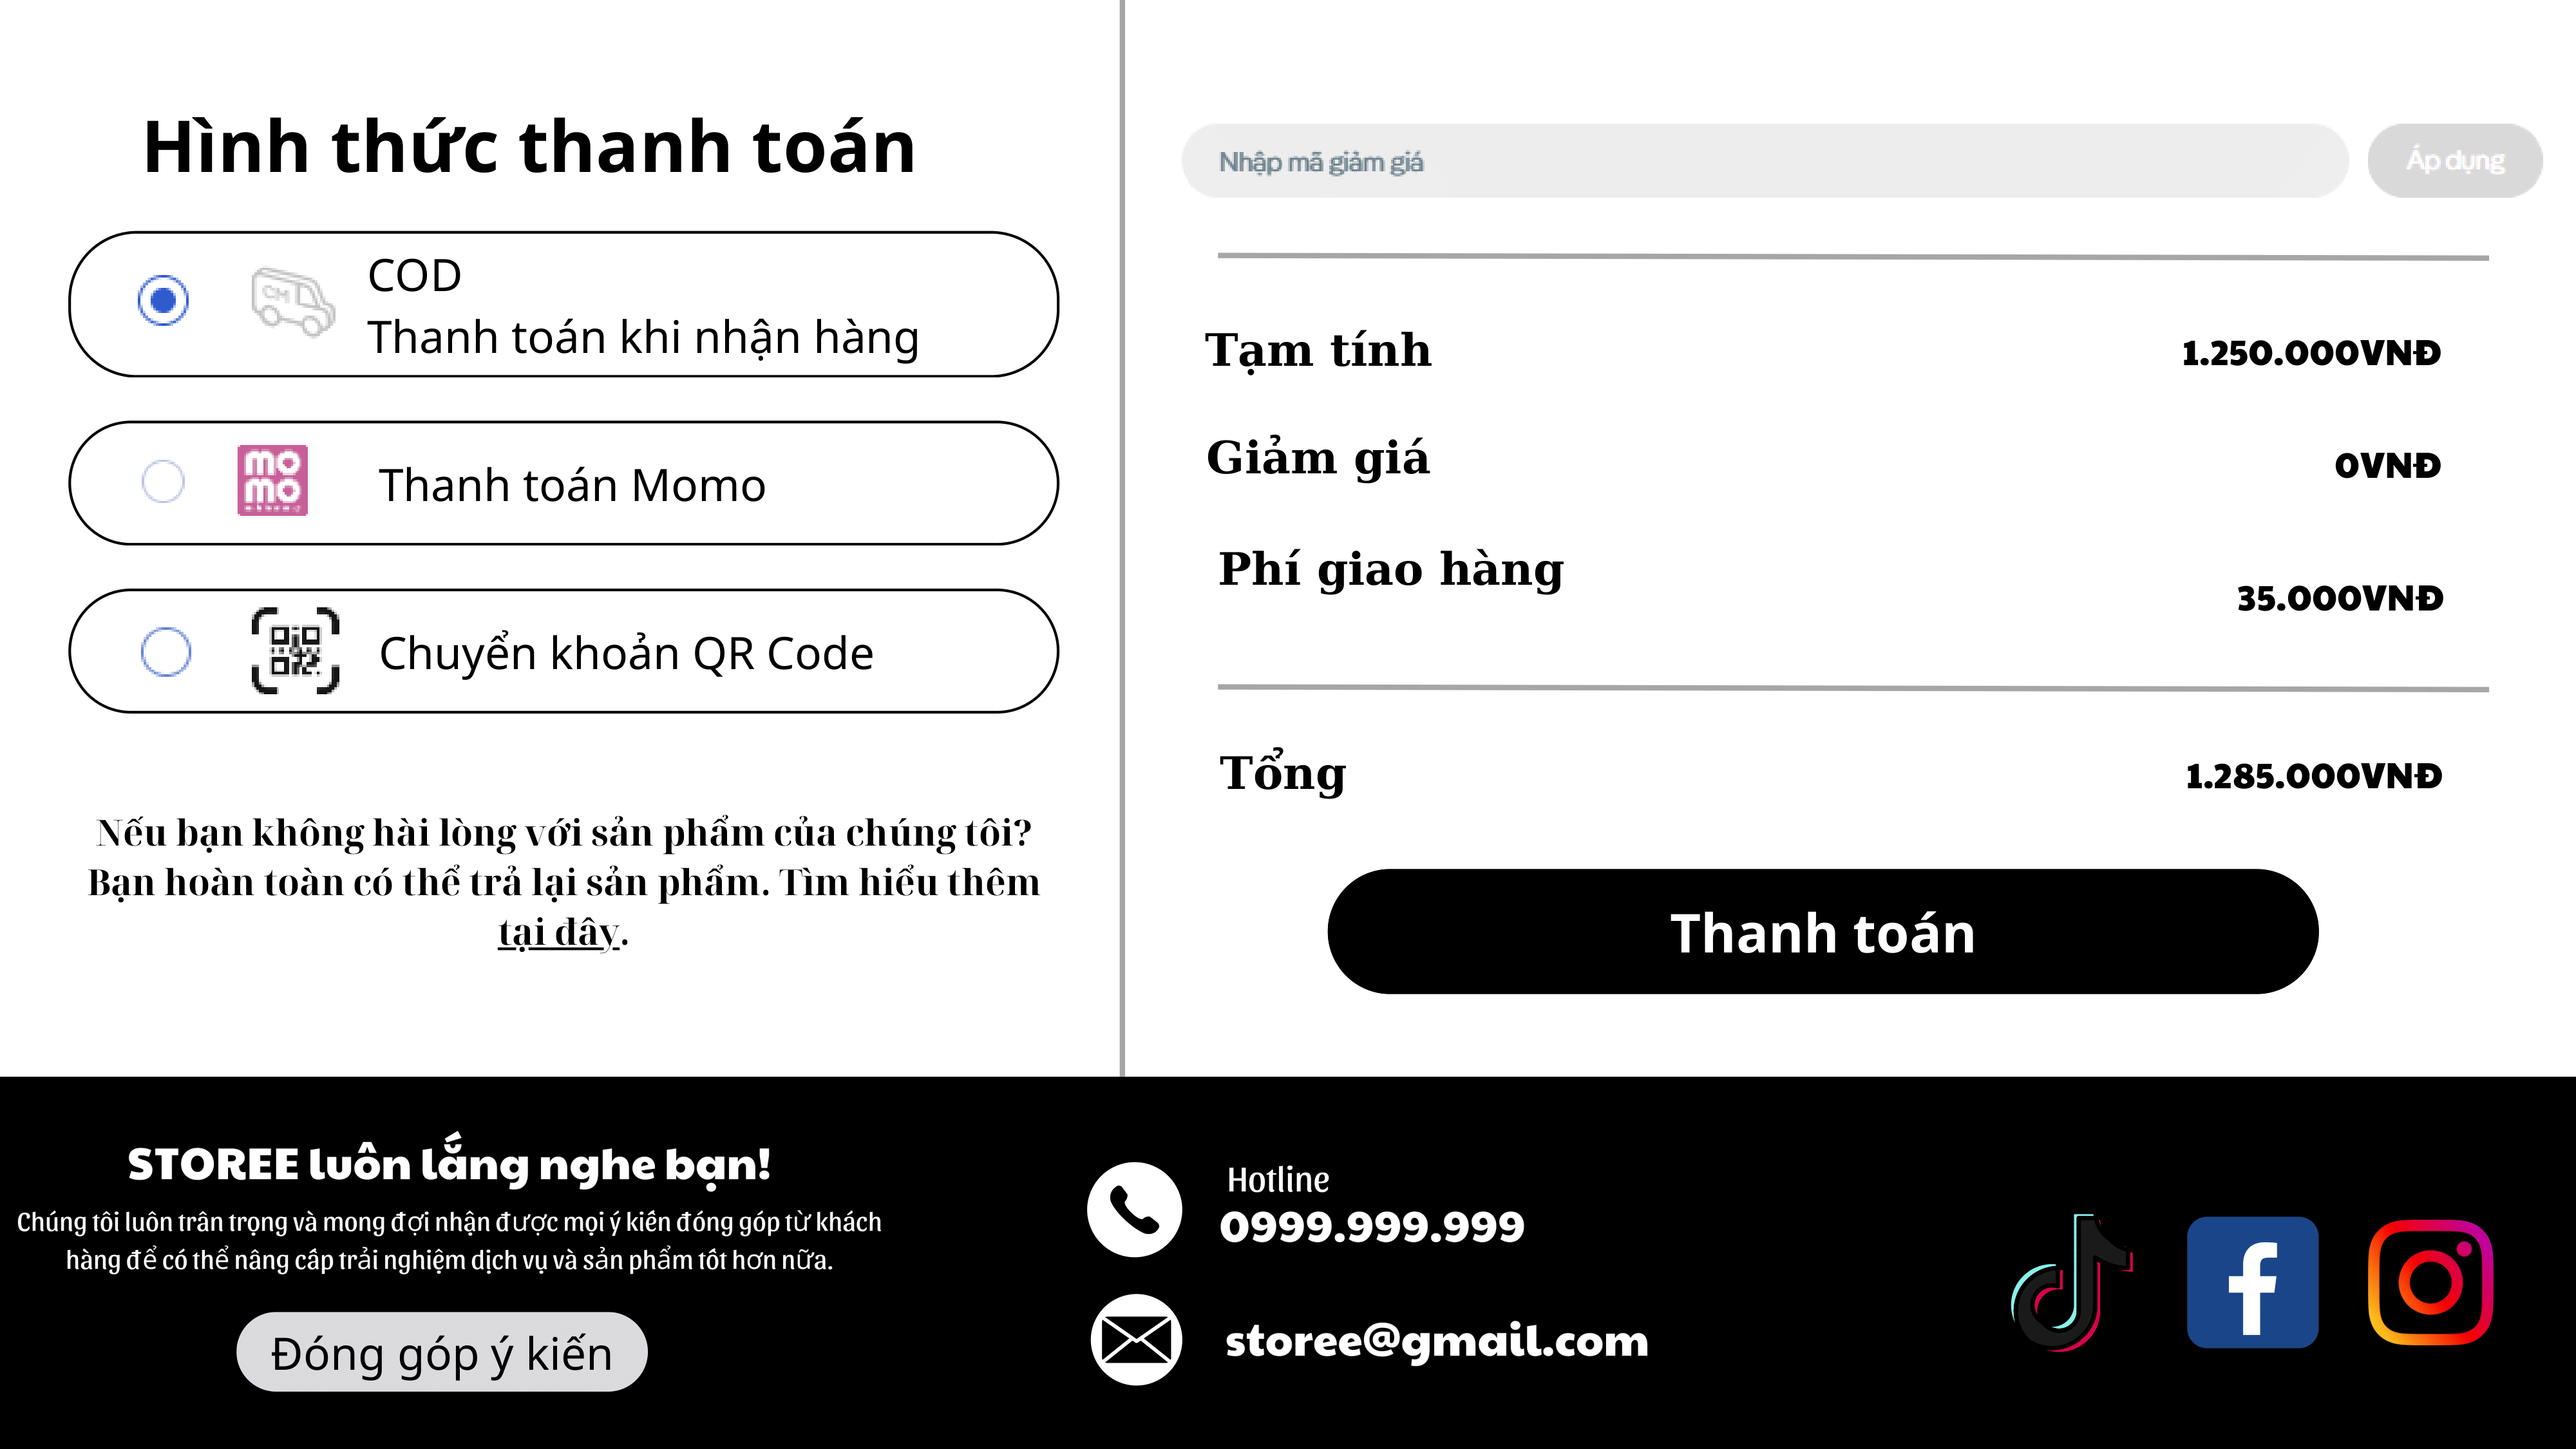 Hình thức thanh toán
COD
Thanh toán khi nhận hàng
Thanh toán Momo
Chuyển khoản QR Code
Nếu bạn không hài lòng với sản phẩm của chúng tôi?
Bạn hoàn toàn có thể trả lại sản phẩm. Tìm hiểu thêm
tại đây.
Nhập mã giảm giá
Áp dụng
Tạm tính 1.250.000VNĐ
Giảm giá 0VNĐ
Phí giao hàng 35.000VNĐ
Tổng 1.285.000VNĐ
Thanh toán
STOREE luôn lắng nghe bạn!
Chúng tôi luôn trân trọng và mong đợi nhận được mọi ý kiến đóng góp từ khách
hàng để có thể nâng cấp trải nghiệm dịch vụ và sản phẩm tốt hơn nữa.
Đóng góp ý kiến
Hotline
0999.999.999
storee@gmail.com